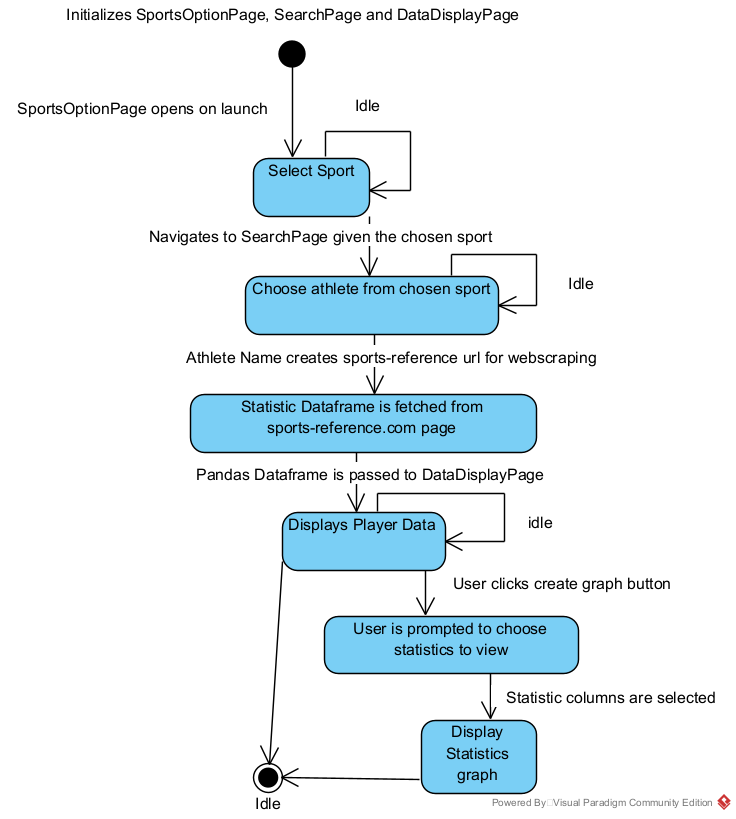 Initializes SportsOptionPage, SearchPage and DataDisplayPage
SportsOptionPage opens on launch
Idle
Select Sport
Navigates to SearchPage given the chosen sport
Choose athlete from chosen sport
Idle
Athlete Name creates sports-reference url for webscraping
Statistic Dataframe is fetched from
sports-reference.com page
Pandas Dataframe is passed to DataDisplayPage
Displays Player Data
idle
User clicks create graph button
User is prompted to choose
statistics to view
Statistic columns are selected
Display
Statistics
graph
Idle
Powered By Visual Paradigm Community Edition